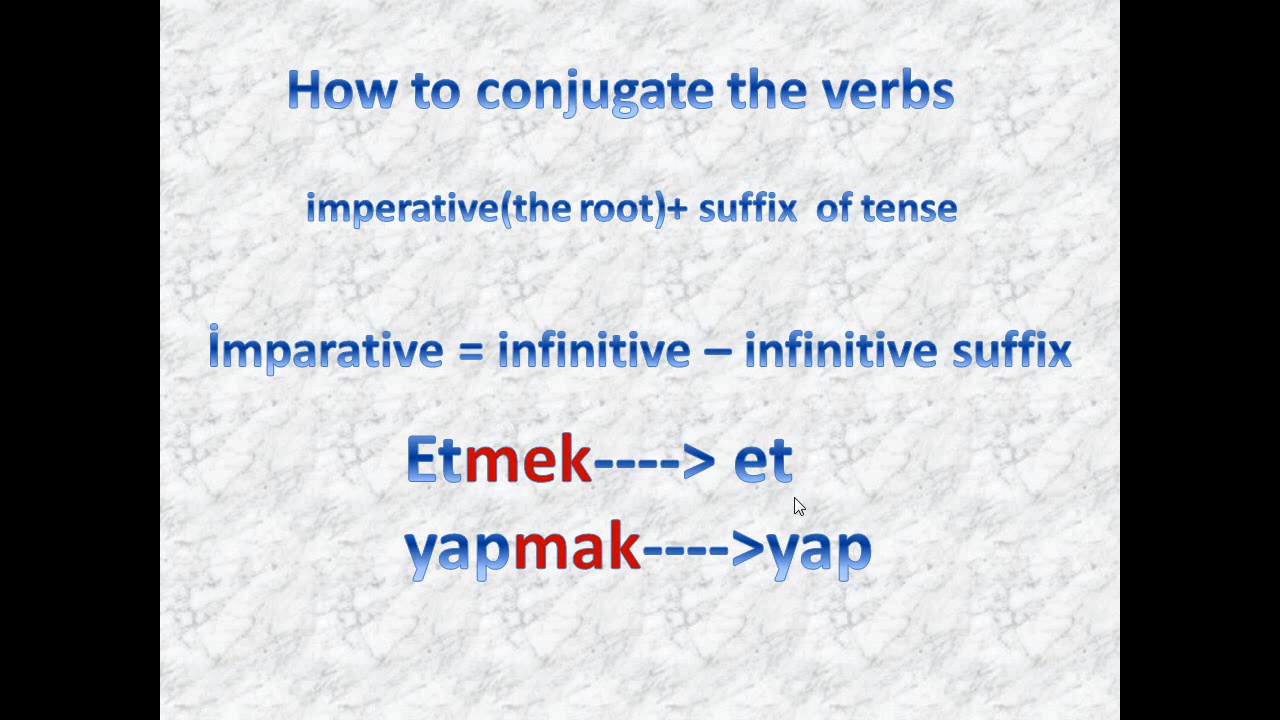 How to conjugate the verbs
imperative(the root)+ suffix  of tense
İmparative = infinitive – infinitive suffix
Etmek----> et
yapmak---->yap